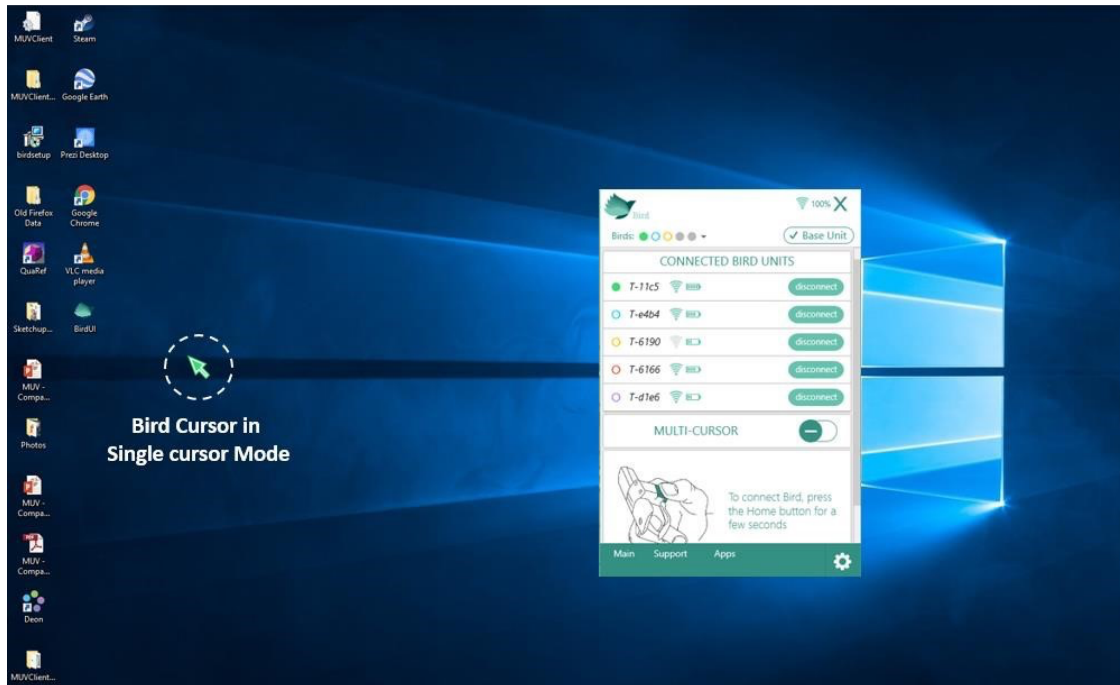 MUVClient
Steam
MUVClient...
Google Earth
birdsetup
Prezi Desktop
Old Firefox
Data
Google
Chrome
QuaRef
VLC media
player
Sketchup...
BirdUI
MUV -
Compa...
Photos
MUV -
Compa...
MUV -
Compa...
Deon
MUVClient...
Bird Cursor in
Single cursor Mode
Bird
100% X
Birds:
Base Unit
CONNECTED BIRD UNITS
T-11c5 disconnect
T-e4b4 disconnect
T-6190 disconnect
T-6166 disconnect
T-d1e6 disconnect
MULTI-CURSOR
To connect Bird, press
the Home button for a
few seconds
Main Support Apps